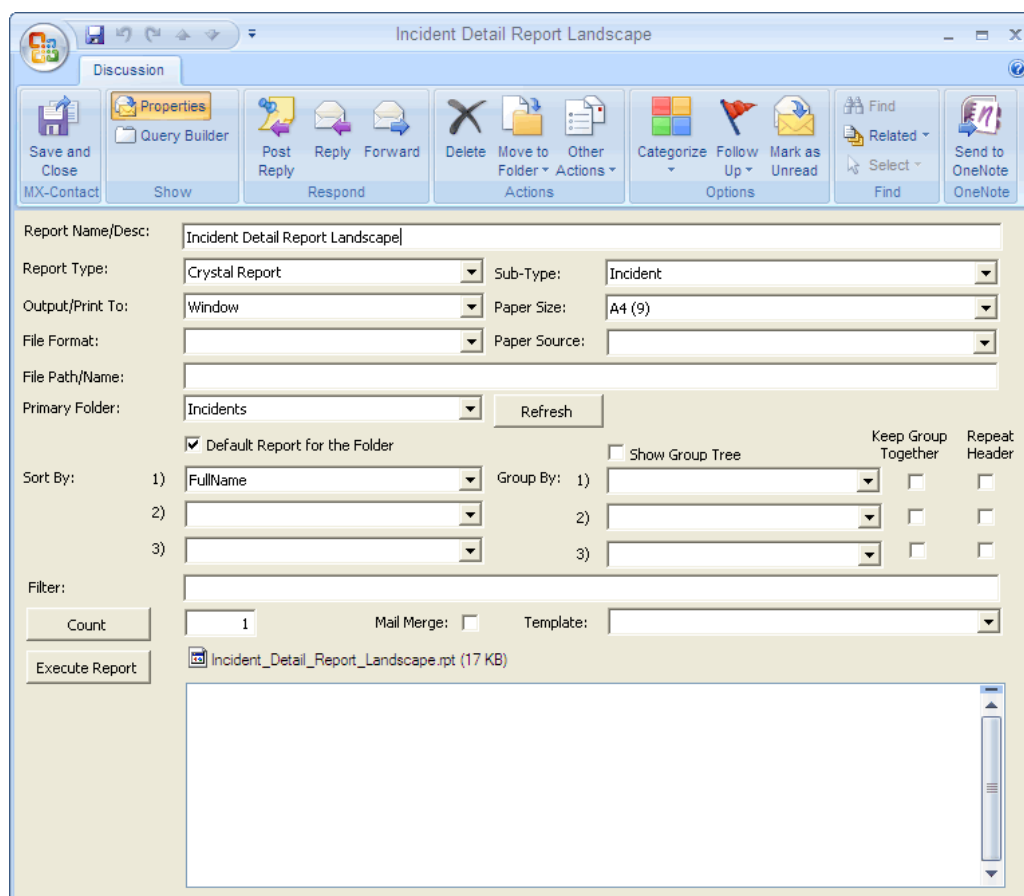 Incident Detail Report Landscape
Discussion
Save and Close
MX-Contact
Properties
Query Builder
Show
Post Reply
Reply
Forward
Respond
Delete
Move to Folder
Other Actions
Actions
Categorize
Follow Up
Mark as Unread
Options
Find
Related
Select
Find
Send to OneNote
OneNote
Report Name/Desc: Incident Detail Report Landscape
Report Type: Crystal Report Sub-Type: Incident
Output/Print To: Window Paper Size: A4 (9)
File Format: Paper Source:
File Path/Name:
Primary Folder: Incidents Refresh
Default Report for the Folder Show Group Tree Keep Group Together Repeat Header
Sort By: 1) FullName Group By: 1)
2) 2)
3) 3)
Filter:
Count 1 Mail Merge: Template:
Execute Report Incident_Detail_Report_Landscape.rpt (17 KB)